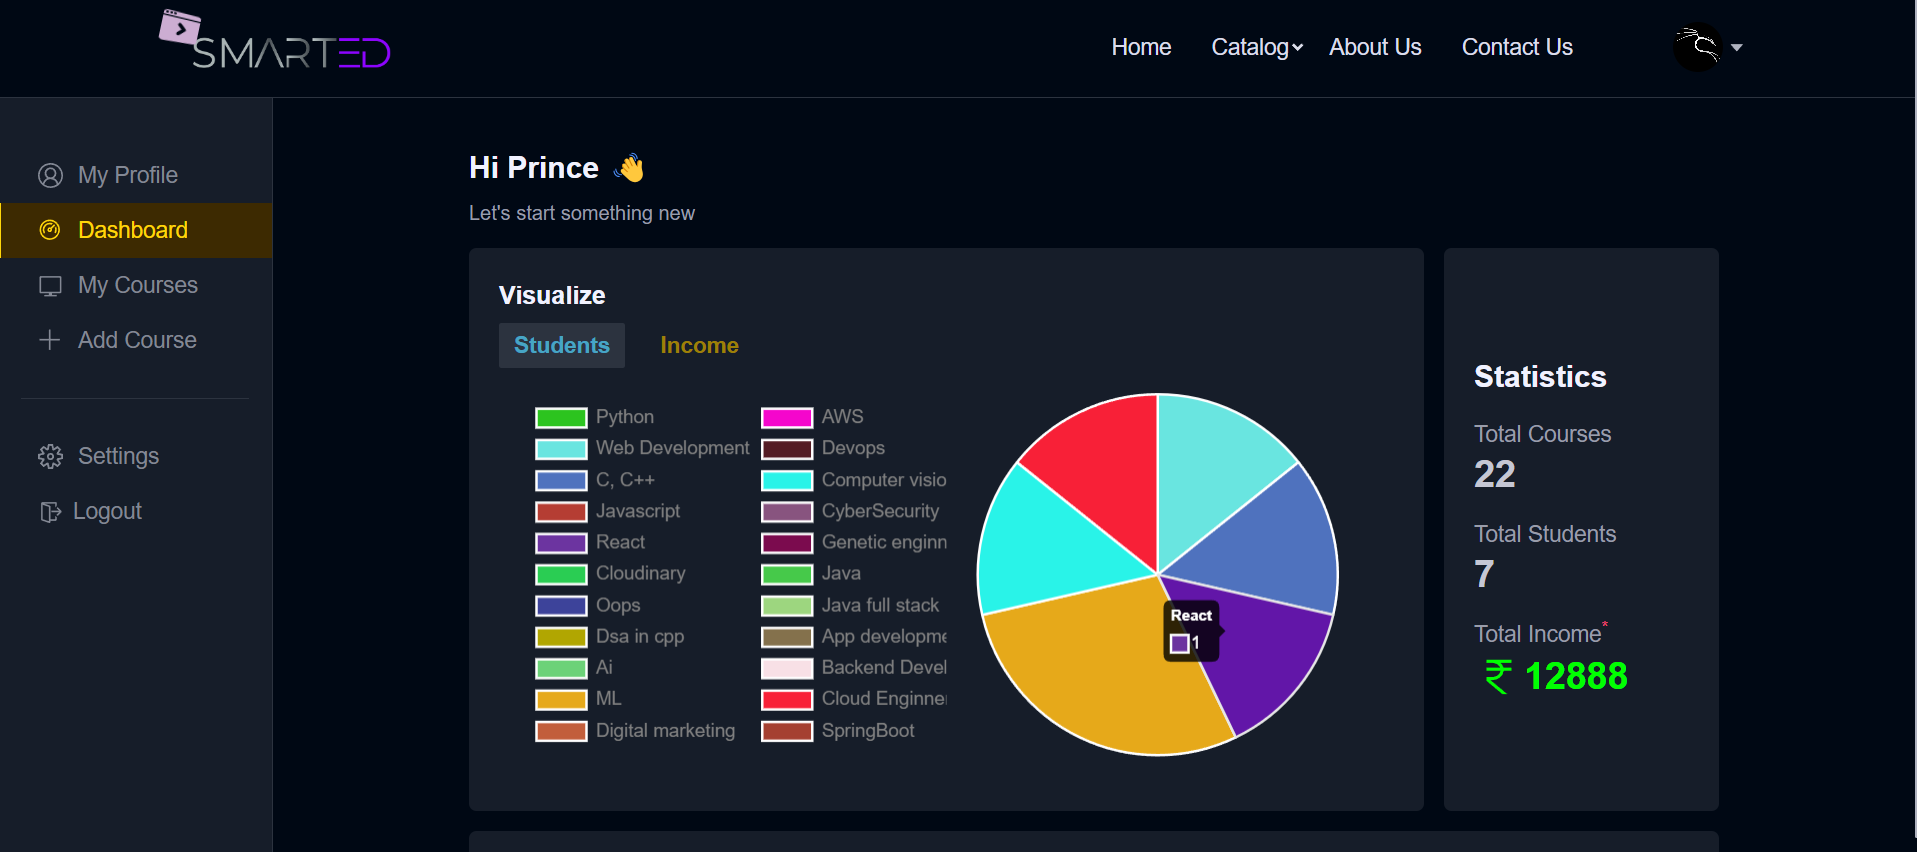 SMARTED
Home Catalog About Us Contact Us
My Profile
Dashboard
My Courses
Add Course
Settings
Logout
Hi Prince 👋
Let's start something new
Visualize
Students Income
Python
Web Development
C, C++
Javascript
React
Cloudinary
Oops
Dsa in cpp
Ai
ML
Digital marketing
AWS
Devops
Computer visio
CyberSecurity
Genetic enginn
Java
Java full stack
App developme
Backend Devel
Cloud Enginne
SpringBoot
React
1
Statistics
Total Courses
22
Total Students
7
Total Income*
₹ 12888